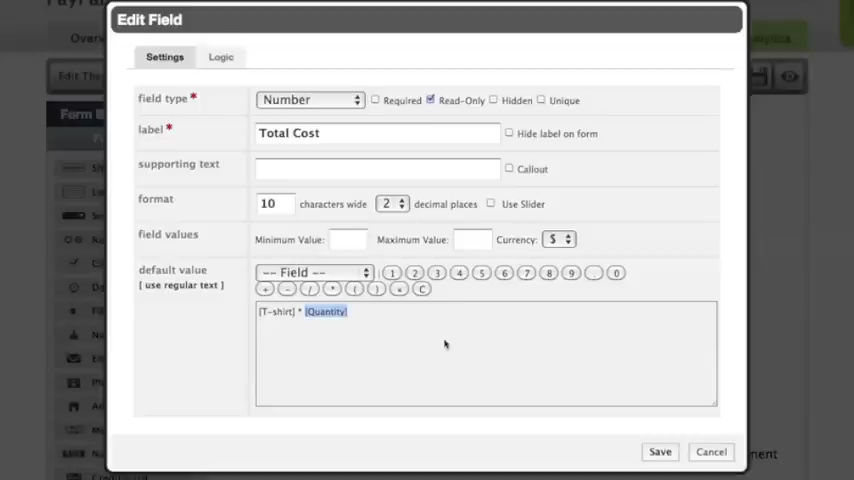 Edit Field
Settings Logic
field type * Number Required Read-Only Hidden Unique
label * Total Cost Hide label on form
supporting text Callout
format 10 characters wide 2 decimal places Use Slider
field values Minimum Value: Maximum Value: Currency: $
default value -- Field -- 1 2 3 4 5 6 7 8 9 . 0
[ use regular text ] + - / * ( ) « C
[T-shirt] * [Quantity]
Save Cancel
Edit The
Form